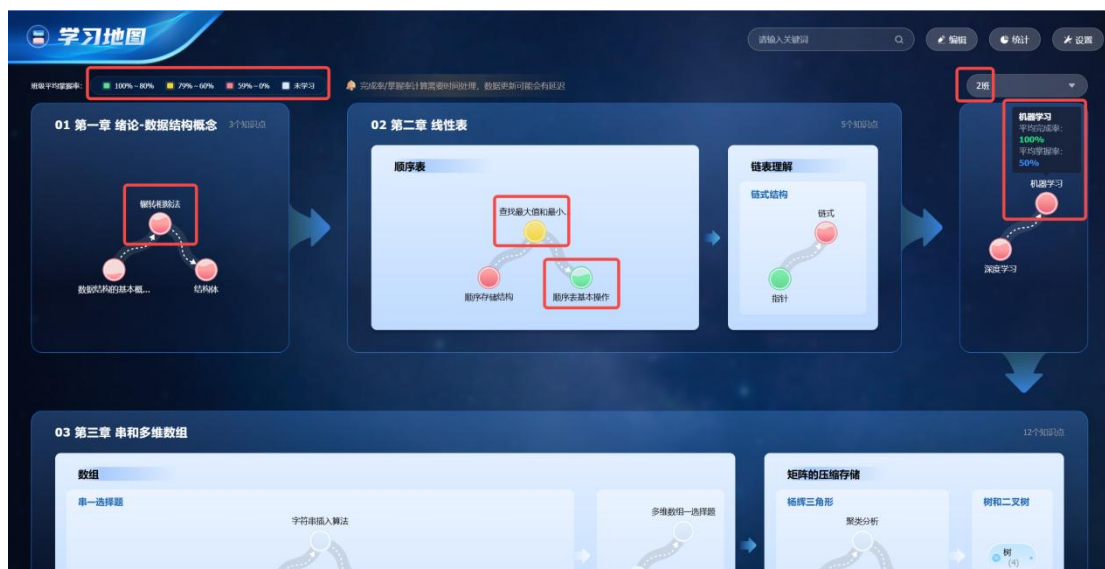 学习地图
请输入关键词
编辑
统计
设置
班级平均掌握率:
100%~80%
79%~60%
59%~0%
未学习
完成率/掌握率计算需要时间处理，数据更新可能会有延迟
2班
01 第一章 绪论-数据结构概念
3个知识点
辗转相除法
数据结构的基本概...
结构体
02 第二章 线性表
5个知识点
顺序表
查找最大值和最小...
顺序存储结构
顺序表基本操作
链表理解
链式结构
链式
指针
机器学习
平均完成率:
100%
平均掌握率:
50%
机器学习
深度学习
03 第三章 串和多维数组
12个知识点
数组
串—选择题
字符串插入算法
多维数组—选择题
矩阵的压缩存储
杨辉三角形
聚类分析
树和二叉树
树
(4)